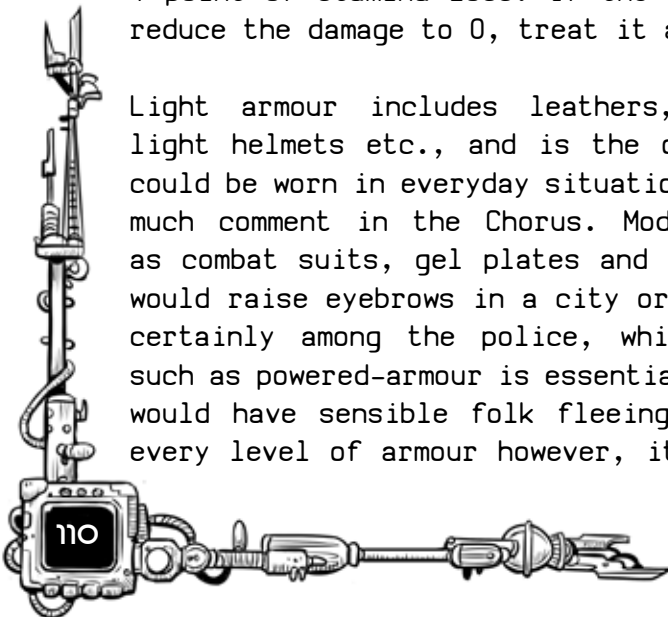 reduce the damage to 0, treat it a
Light armour includes leathers,
light helmets etc., and is the
could be worn in everyday situatio
much comment in the Chorus. Mod
as combat suits, gel plates and
would raise eyebrows in a city or
certainly among the police, whi
such as powered-armour is essentia
would have sensible folk fleeing
every level of armour however, it
110